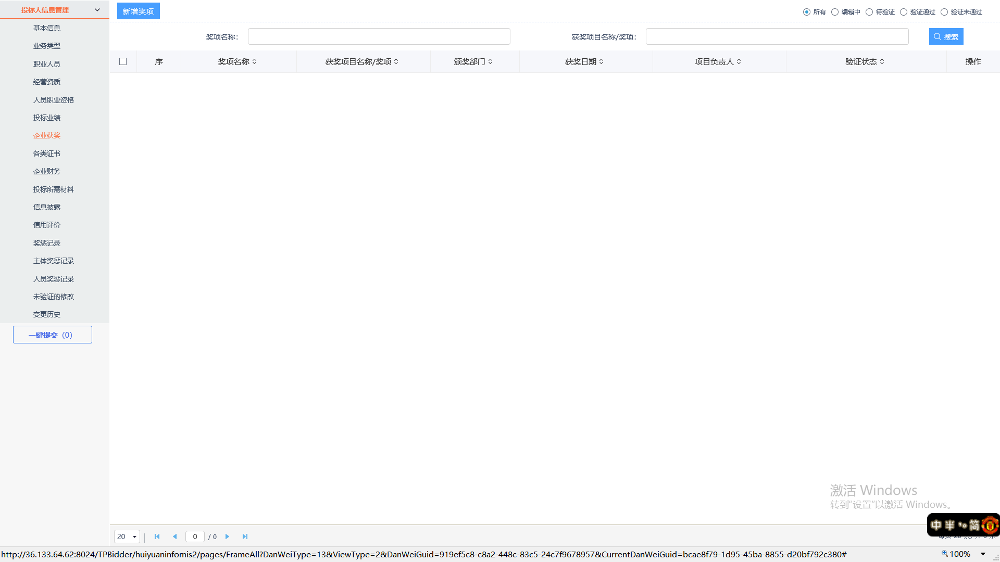 投标人信息管理
基本信息
业务类型
职业人员
经营资质
人员职业资格
投标业绩
企业获奖
各类证书
企业财务
投标所需材料
信息披露
信用评价
奖惩记录
主体奖惩记录
人员奖惩记录
未验证的修改
变更历史
一键提交（0）
新增奖项
所有 编辑中 待验证 验证通过 验证未通过
奖项名称： 获奖项目名称/奖项： 搜索
序 奖项名称 获奖项目名称/奖项 颁奖部门 获奖日期 项目负责人 验证状态 操作
激活 Windows
转到"设置"以激活 Windows。
中 半 简
20 0 / 0
http://36.133.64.62:8024/TPBidder/huiyuaninfomis2/pages/FrameAll?DanWeiType=13&ViewType=2&DanWeiGuid=919ef5c8-c8a2-448c-83c5-24c7f9678957&CurrentDanWeiGuid=bcae8f79-1d95-45ba-8855-d20bf792c380#
100%